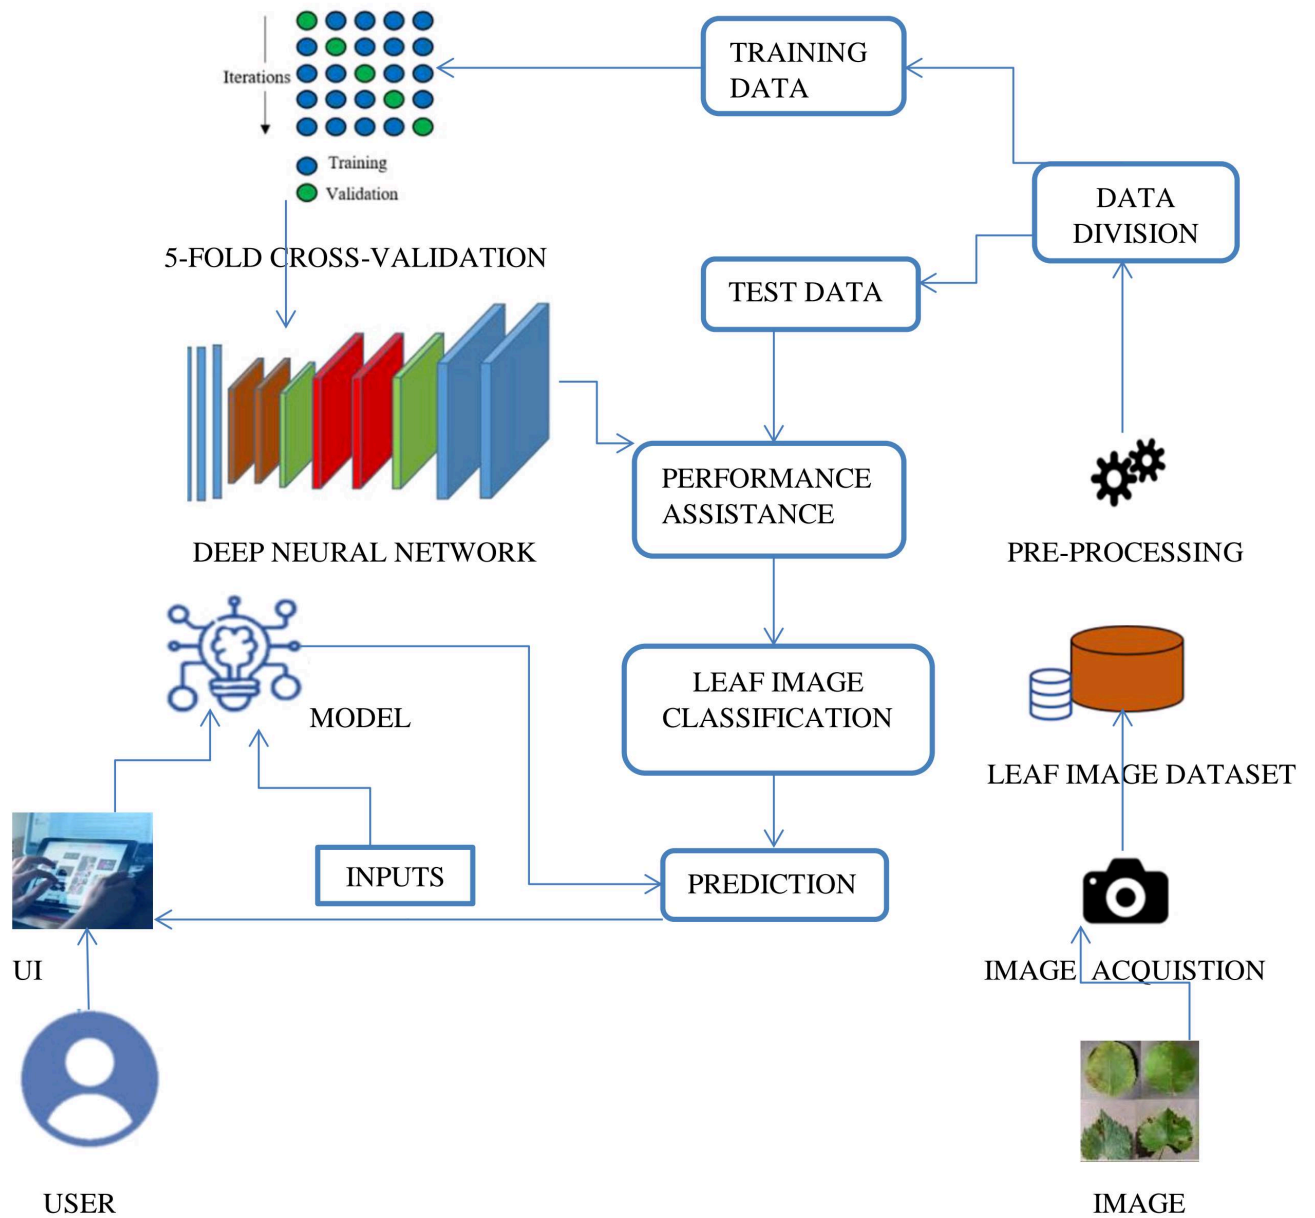 TRAINING
DATA
Iterations
Training
Validation
DATA
DIVISION
5-FOLD CROSS-VALIDATION
TEST DATA
PERFORMANCE
ASSISTANCE
DEEP NEURAL NETWORK
PRE-PROCESSING
LEAF IMAGE
CLASSIFICATION
MODEL
LEAF IMAGE DATASET
INPUTS
PREDICTION
UI
IMAGE ACQUISTION
USER
IMAGE